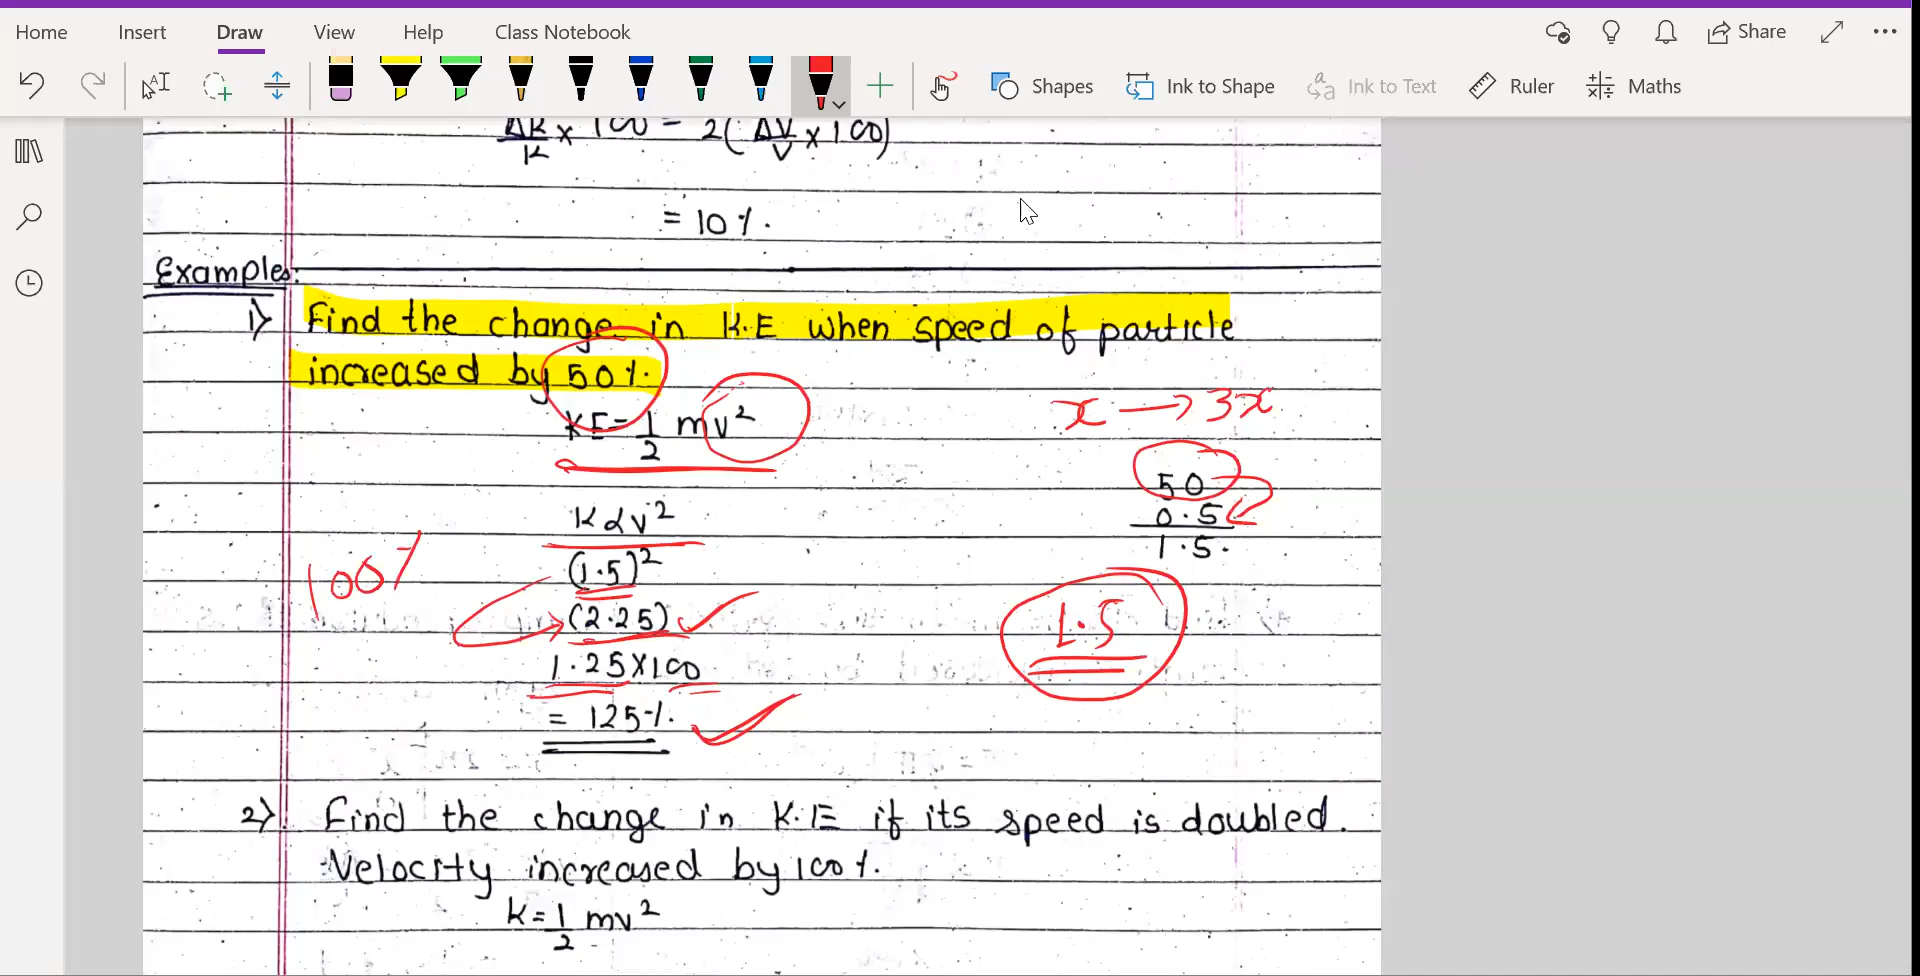 Home Insert Draw View Help Class Notebook Share
Shapes Ink to Shape Ink to Text Ruler Maths
ΔK/K × 100 = 2(ΔV/V × 100)
= 10%.
Examples:
1) Find the change in K.E when speed of particle
increased by 50%.
KE = 1/2 mv²
x → 3x
50
0.5
1.5.
K α v²
(1.5)²
100%
(2.25)
1.5
1.25×100
= 125%.
2) Find the change in K.E if its speed is doubled.
Velocity increased by 100%.
K = 1/2 mv²